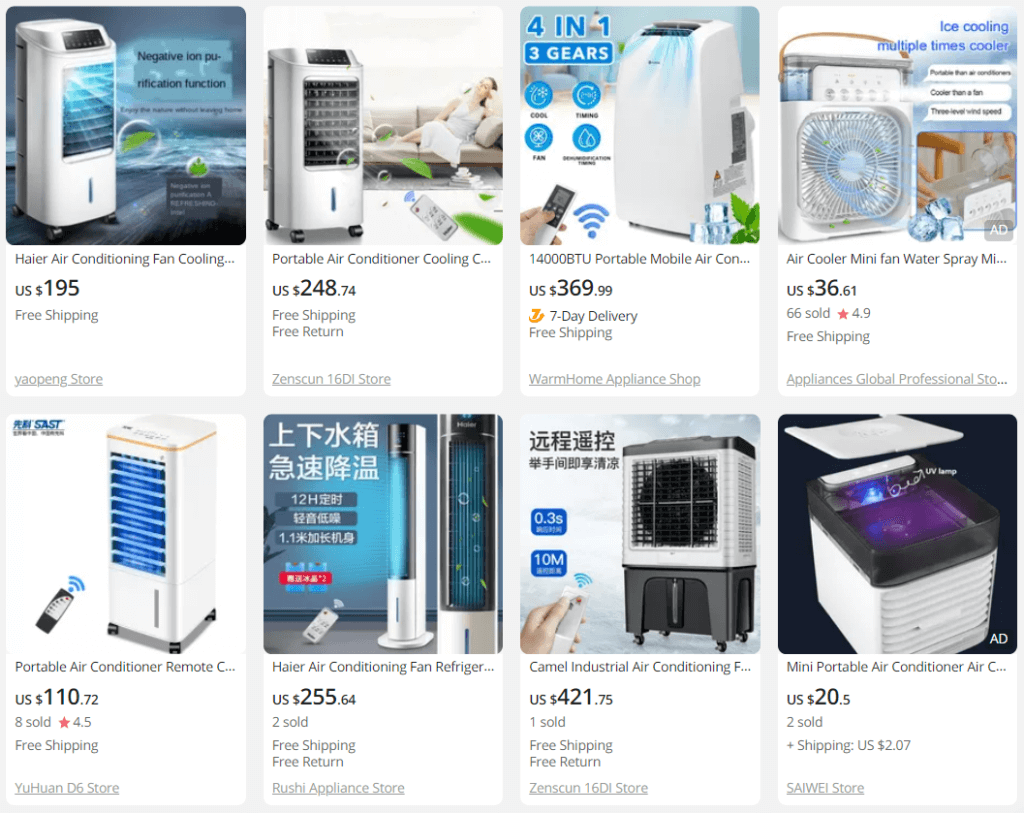 Negative ion pu-
rification function
Enjoy the nature without leaving home
Negative ion
purification A
REFRESHING
Haier Air Conditioning Fan Cooling...
US $195
Free Shipping
yaopeng Store
Portable Air Conditioner Cooling C...
US $248.74
Free Shipping
Free Return
Zenscun 16DI Store
4 IN 1
3 GEARS
COOL
TIMING
FAN
DEHUMIDIFICATION
TIMING
14000BTU Portable Mobile Air Con...
US $369.99
7-Day Delivery
Free Shipping
WarmHome Appliance Shop
Ice cooling
multiple times cooler
Portable than air conditioners
Cooler than a fan
Three-level wind speed
AD
Air Cooler Mini fan Water Spray Mi...
US $36.61
66 sold ★ 4.9
Free Shipping
Appliances Global Professional Sto...
先科 SAST
Portable Air Conditioner Remote C...
US $110.72
8 sold ★ 4.5
Free Shipping
YuHuan D6 Store
上下水箱
急速降温
12H定时
轻音低噪
1.1米加长机身
Haier
Haier Air Conditioning Fan Refriger...
US $255.64
2 sold
Free Shipping
Free Return
Rushi Appliance Store
远程遥控
举手间即享清凉
0.3s
响应时间
10M
遥控距离
Camel Industrial Air Conditioning F...
US $421.75
1 sold
Free Shipping
Free Return
Zenscun 16DI Store
UV lamp
AD
Mini Portable Air Conditioner Air C...
US $20.5
2 sold
+ Shipping: US $2.07
SAIWEI Store